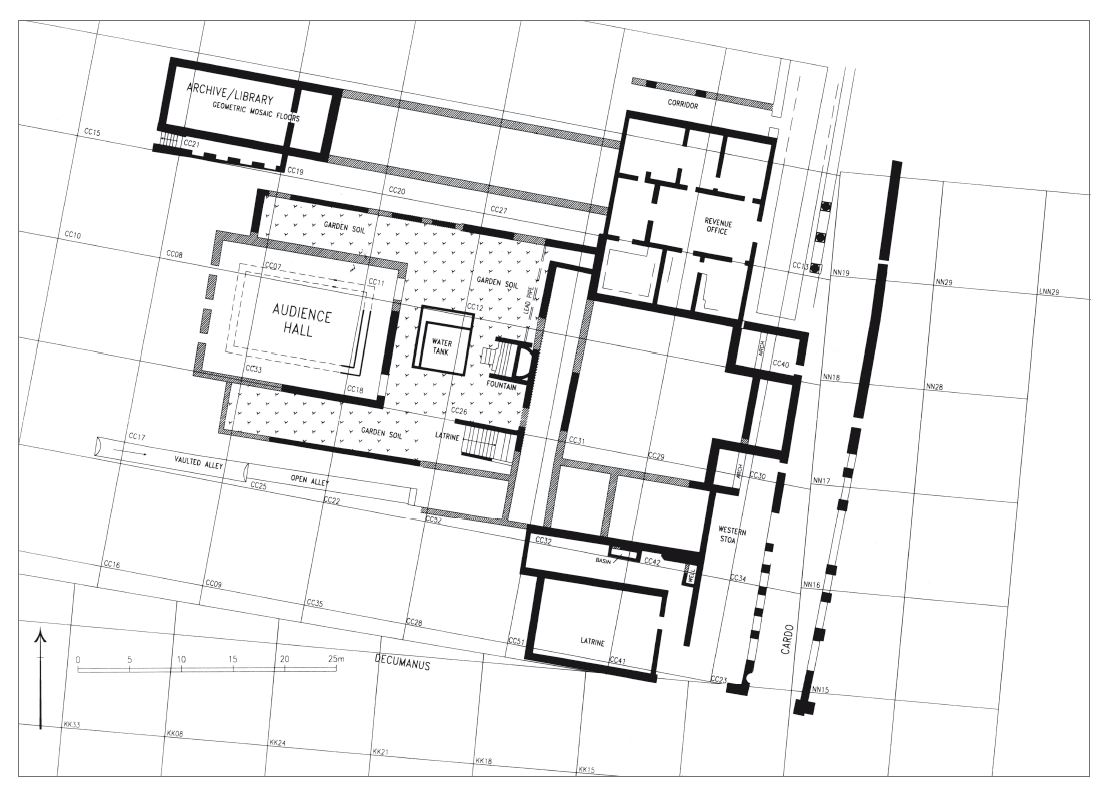 CORRIDOR
ARCHIVE/LIBRARY
GEOMETRIC MOSAIC FLOORS
CC15
CC21
CC19
CC20
CC27
GARDEN SOIL
REVENUE
OFFICE
CC10
CC08
CC07
CC11
GARDEN SOIL
LEAD PIPE
CC13
NN19
NN29
LNN29
AUDIENCE
HALL
CC12
WATER
TANK
FOUNTAIN
ARCH
CC40
CC33
CC18
NN18
NN28
CC26
GARDEN SOIL
LATRINE
CC31
CC29
CC17
VAULTED ALLEY
OPEN ALLEY
CC25
CC22
CC52
ARCH
CC30
NN17
WESTERN
STOA
CC32
BASIN
CC42
WELL
CC34
NN16
CC16
CC09
CC35
CC28
CC51
LATRINE
CC41
CC23
CARDO
NN15
0 5 10 15 20 25m
DECUMANUS
KK33
KK08
KK24
KK21
KK18
KK15